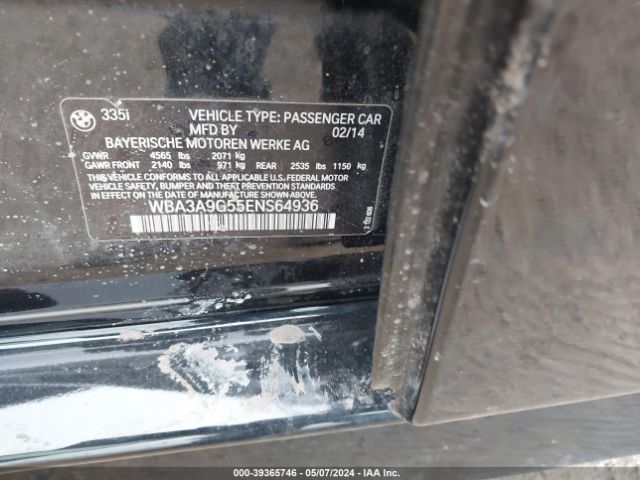 335i VEHICLE TYPE: PASSENGER CAR
MFD BY 02/14
BAYERISCHE MOTOREN WERKE AG
GVWR 4565 lbs 2071 kg
GAWR FRONT 2140 lbs 971 kg REAR 2535 lbs 1150 kg
THIS VEHICLE CONFORMS TO ALL APPLICABLE U.S. FEDERAL MOTOR
VEHICLE SAFETY, BUMPER AND THEFT PREVENTION STANDARDS
IN EFFECT ON THE DATE OF MANUFACTURE SHOWN ABOVE.
WBA3A9G55ENS64936
000-39365746 - 05/07/2024 - IAA Inc.